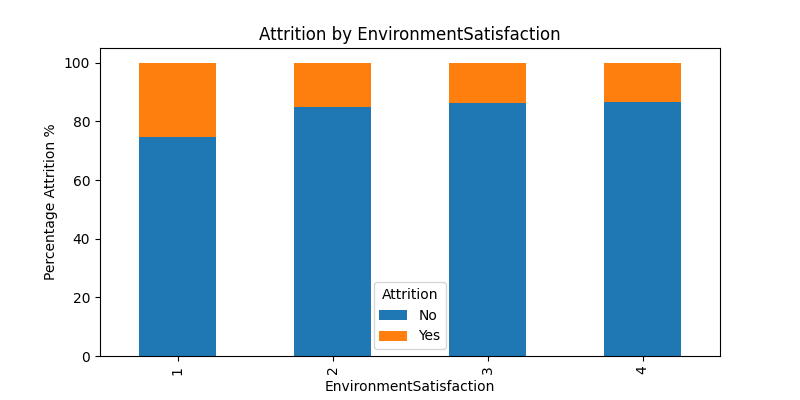 Attrition by EnvironmentSatisfaction
Percentage Attrition %
100
80
60
40
20
0
Attrition
No
Yes
1
2
3
4
EnvironmentSatisfaction